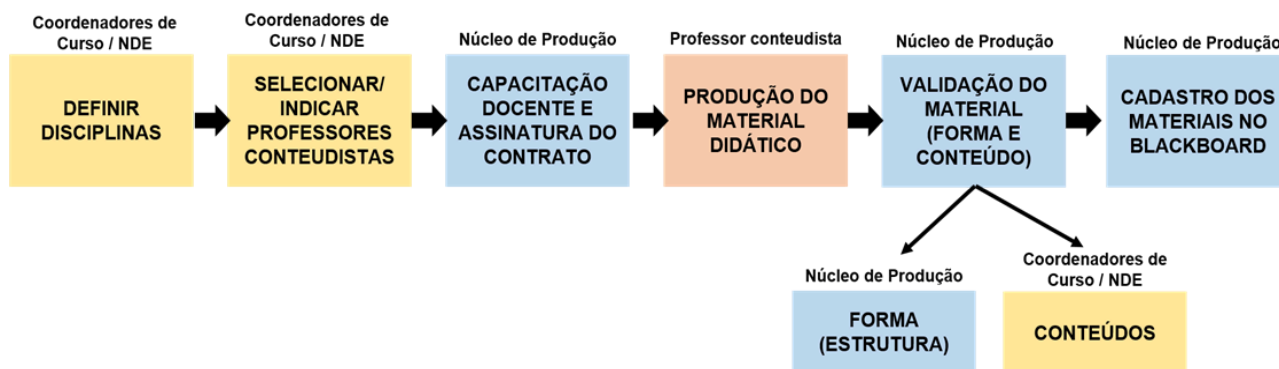 Coordenadores de
Curso / NDE
DEFINIR
DISCIPLINAS
Coordenadores de
Curso / NDE
SELECIONAR/
INDICAR
PROFESSORES
CONTEUDISTAS
Núcleo de Produção
CAPACITAÇÃO
DOCENTE E
ASSINATURA DO
CONTRATO
Professor conteudista
PRODUÇÃO DO
MATERIAL
DIDÁTICO
Núcleo de Produção
VALIDAÇÃO DO
MATERIAL
(FORMA E
CONTEÚDO)
Núcleo de Produção
CADASTRO DOS
MATERIAIS NO
BLACKBOARD
Núcleo de Produção
FORMA
(ESTRUTURA)
Coordenadores de
Curso / NDE
CONTEÚDOS